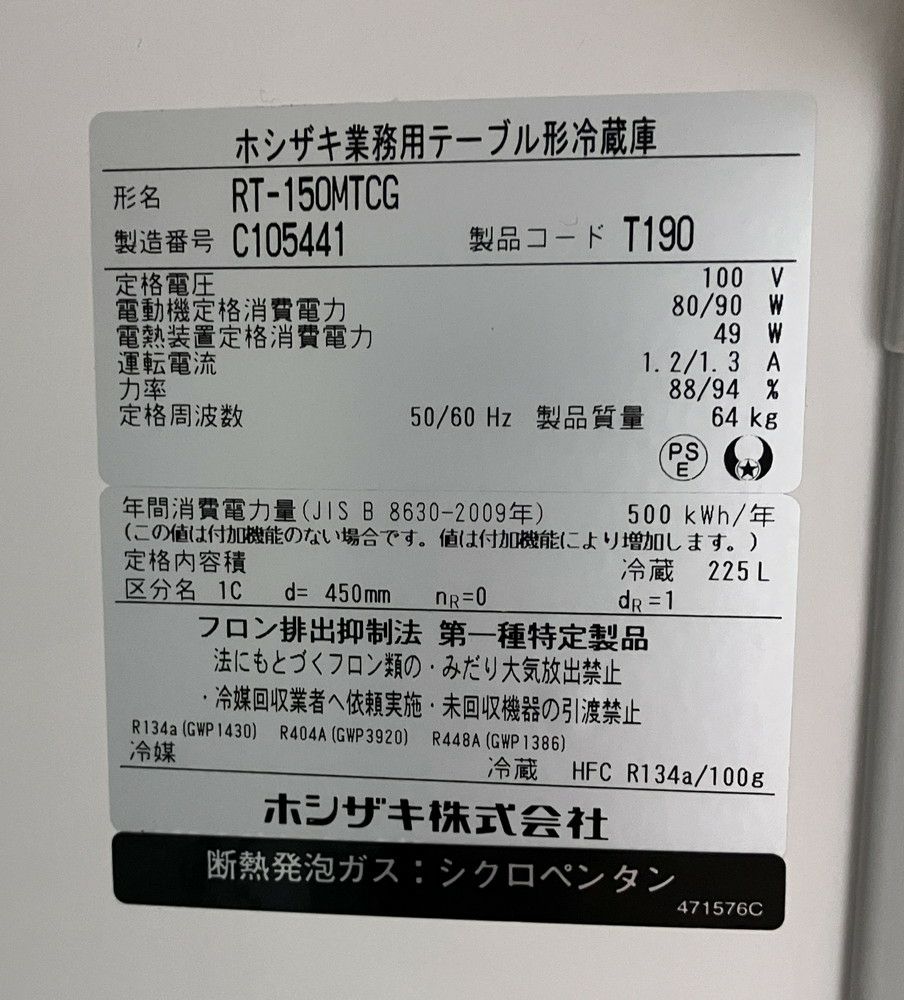 ホシザキ業務用テーブル形冷蔵庫
形名 RT-150MTCG
製造番号 C105441 製品コード T190
定格電圧 100 V
電動機定格消費電力 80/90 W
電熱装置定格消費電力 49 W
運転電流 1.2/1.3 A
力率 88/94 %
定格周波数 50/60 Hz 製品質量 64 kg
PS E
年間消費電力量(JIS B 8630-2009年) 500 kWh/年
(この値は付加機能のない場合です。値は付加機能により増加します。)
定格内容積 冷蔵 225L
区分名 1C d= 450mm nR=0 dR=1
フロン排出抑制法 第一種特定製品
法にもとづくフロン類の・みだり大気放出禁止
・冷媒回収業者へ依頼実施・未回収機器の引渡禁止
R134a(GWP1430) R404A(GWP3920) R448A(GWP1386)
冷媒 冷蔵 HFC R134a/100g
ホシザキ株式会社
断熱発泡ガス：シクロペンタン
471576C